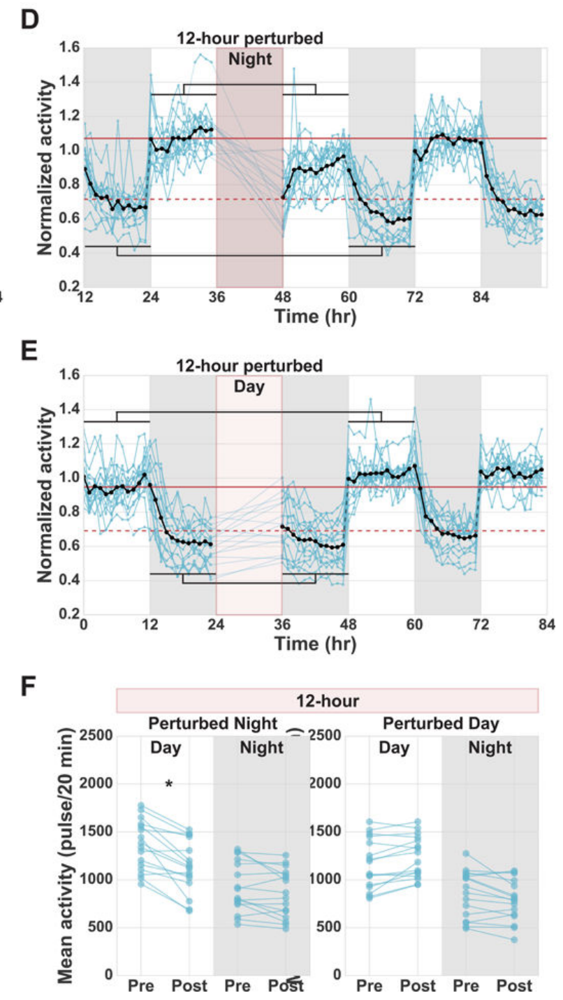 D
12-hour perturbed
Night
Normalized activity
1.6
1.4
1.2
1.0
0.8
0.6
0.4
0.2
12 24 36 48 60 72 84
Time (hr)
E
12-hour perturbed
Day
Normalized activity
1.6
1.4
1.2
1.0
0.8
0.6
0.4
0.2
0 12 24 36 48 60 72 84
Time (hr)
F
12-hour
Perturbed Night Perturbed Day
Day Night Day Night
Mean activity (pulse/20 min)
2500 2500
2000 2000
1500 1500
1000 1000
500 500
0 0
*
Pre Post Pre Post Pre Post Pre Post